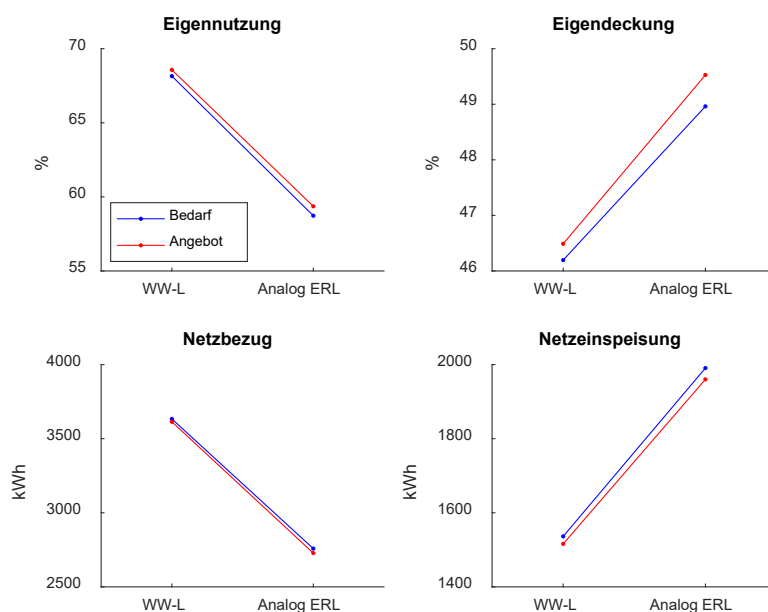 Eigennutzung
70
65
60
55
%
Bedarf
Angebot
WW-L
Analog ERL
Eigendeckung
50
49
48
47
46
%
WW-L
Analog ERL
Netzbezug
4000
3500
3000
2500
kWh
WW-L
Analog ERL
Netzeinspeisung
2000
1800
1600
1400
kWh
WW-L
Analog ERL